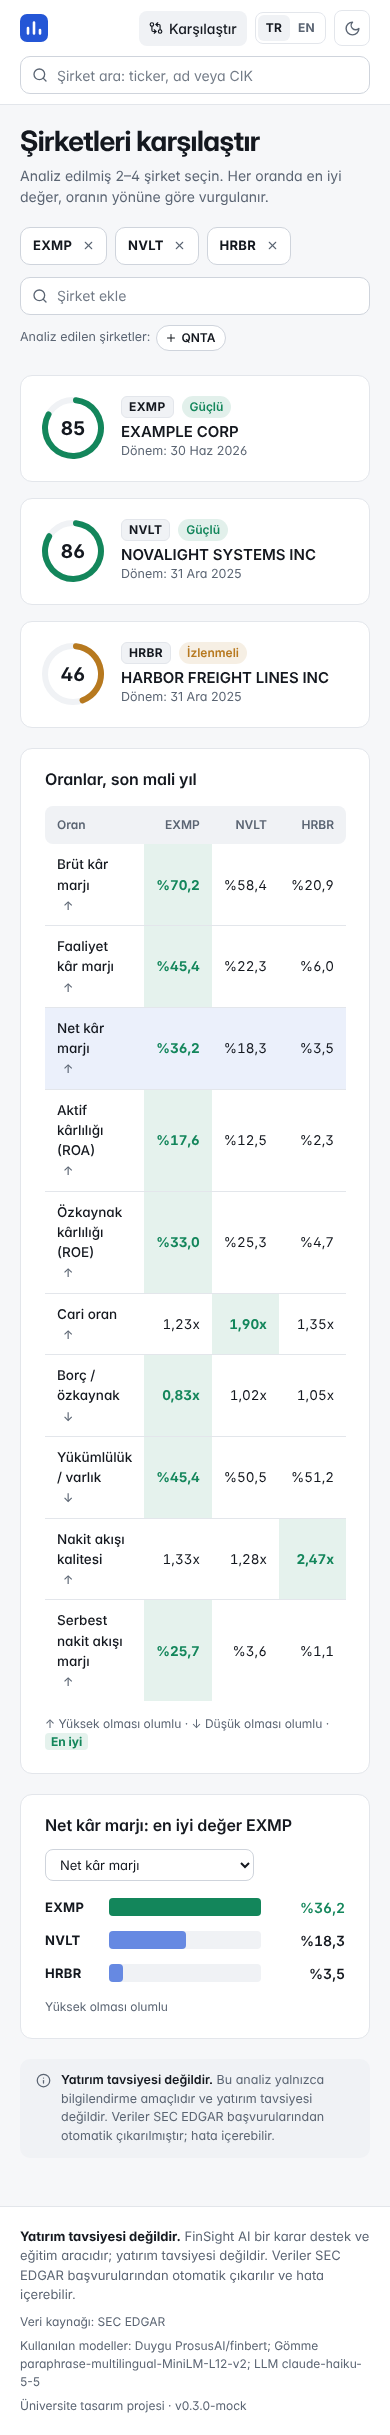 Karşılaştır
TR EN
Şirket ara: ticker, ad veya CIK
Şirketleri karşılaştır
Analiz edilmiş 2–4 şirket seçin. Her oranda en iyi
değer, oranın yönüne göre vurgulanır.
EXMP × NVLT × HRBR ×
Şirket ekle
Analiz edilen şirketler: + QNTA
85
EXMP Güçlü
EXAMPLE CORP
Dönem: 30 Haz 2026
86
NVLT Güçlü
NOVALIGHT SYSTEMS INC
Dönem: 31 Ara 2025
46
HRBR İzlenmeli
HARBOR FREIGHT LINES INC
Dönem: 31 Ara 2025
Oranlar, son mali yıl
Oran EXMP NVLT HRBR
Brüt kâr
marjı
↑
%70,2 %58,4 %20,9
Faaliyet
kâr marjı
↑
%45,4 %22,3 %6,0
Net kâr
marjı
↑
%36,2 %18,3 %3,5
Aktif
kârlılığı
(ROA)
↑
%17,6 %12,5 %2,3
Özkaynak
kârlılığı
(ROE)
↑
%33,0 %25,3 %4,7
Cari oran
↑
1,23x 1,90x 1,35x
Borç /
özkaynak
↓
0,83x 1,02x 1,05x
Yükümlülük
/ varlık
↓
%45,4 %50,5 %51,2
Nakit akışı
kalitesi
↑
1,33x 1,28x 2,47x
Serbest
nakit akışı
marjı
↑
%25,7 %3,6 %1,1
↑ Yüksek olması olumlu · ↓ Düşük olması olumlu ·
En iyi
Net kâr marjı: en iyi değer EXMP
Net kâr marjı
EXMP %36,2
NVLT %18,3
HRBR %3,5
Yüksek olması olumlu
Yatırım tavsiyesi değildir. Bu analiz yalnızca
bilgilendirme amaçlıdır ve yatırım tavsiyesi
değildir. Veriler SEC EDGAR başvurularından
otomatik çıkarılmıştır; hata içerebilir.
Yatırım tavsiyesi değildir. FinSight AI bir karar destek ve
eğitim aracıdır; yatırım tavsiyesi değildir. Veriler SEC
EDGAR başvurularından otomatik çıkarılır ve hata
içerebilir.
Veri kaynağı: SEC EDGAR
Kullanılan modeller: Duygu ProsusAI/finbert; Gömme
paraphrase-multilingual-MiniLM-L12-v2; LLM claude-haiku-
5-5
Üniversite tasarım projesi · v0.3.0-mock